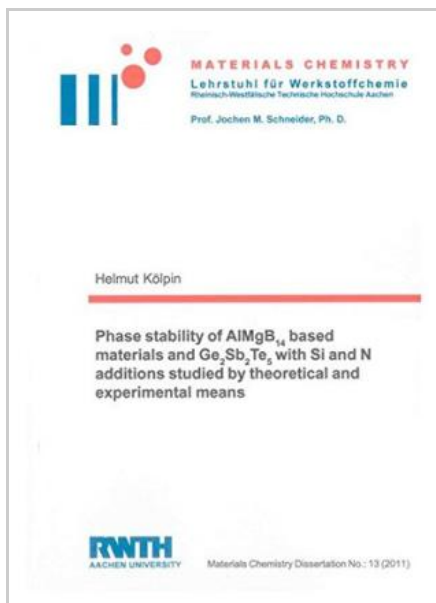 MATERIALS CHEMISTRY
Lehrstuhl für Werkstoffchemie
Rheinisch-Westfälische Technische Hochschule Aachen
Prof. Jochen M. Schneider, Ph. D.
Helmut Kölpin
Phase stability of AlMgB₁₄ based
materials and Ge₂Sb₂Te₅ with Si and N
additions studied by theoretical and
experimental means
RWTH
AACHEN UNIVERSITY
Materials Chemistry Dissertation No.: 13 (2011)